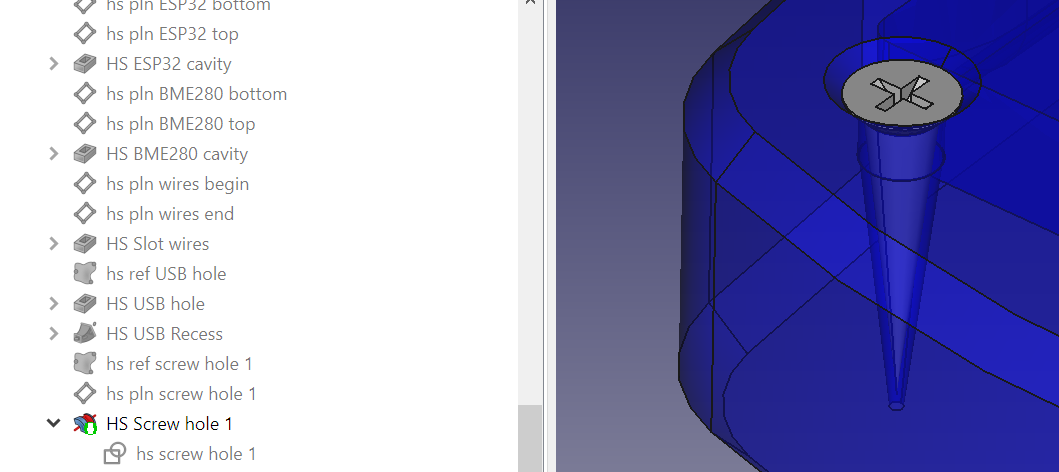 hs pln ESP32 bottom
hs pln ESP32 top
HS ESP32 cavity
hs pln BME280 bottom
hs pln BME280 top
HS BME280 cavity
hs pln wires begin
hs pln wires end
HS Slot wires
hs ref USB hole
HS USB hole
HS USB Recess
hs ref screw hole 1
hs pln screw hole 1
HS Screw hole 1
hs screw hole 1